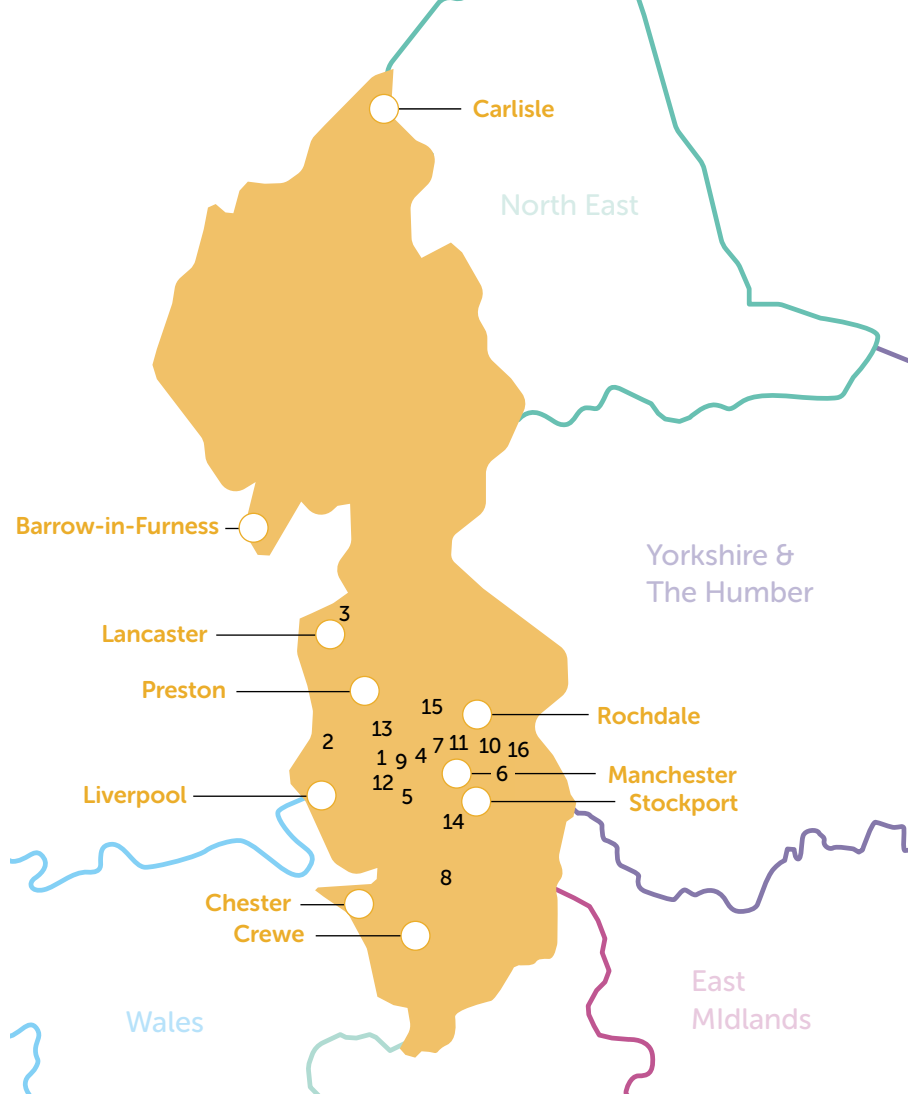 Carlisle
North East
Barrow-in-Furness
Yorkshire &
The Humber
3
Lancaster
Preston
15
Rochdale
13
2
7
11
10
16
1
9
4
6
Manchester
12
Liverpool
5
Stockport
14
8
Chester
Crewe
East
MIdlands
Wales